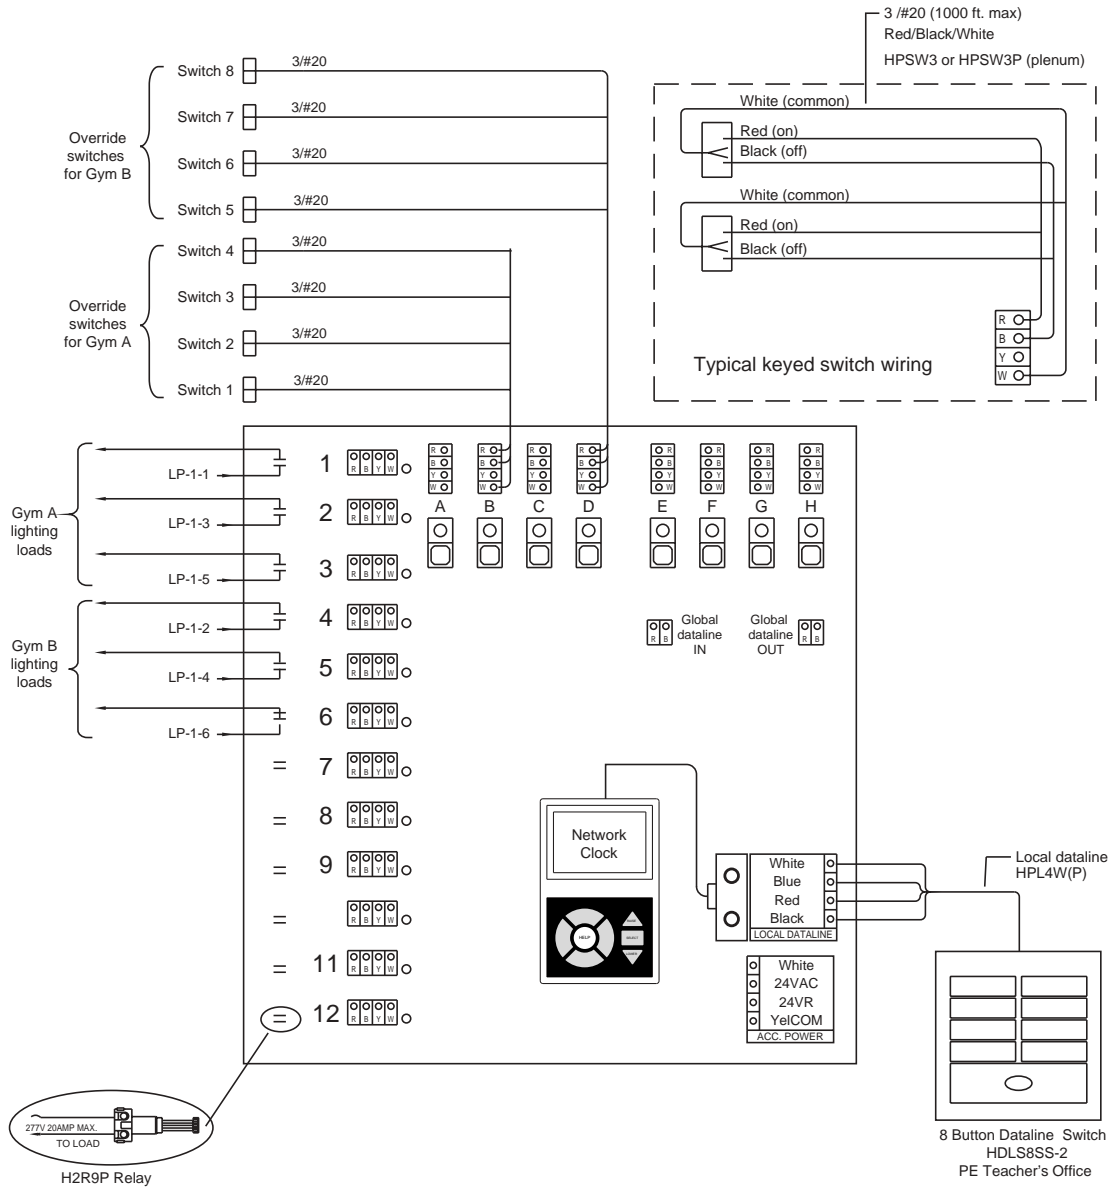 3 /#20 (1000 ft. max)
Red/Black/White
HPSW3 or HPSW3P (plenum)
White (common)
Red (on)
Black (off)
White (common)
Red (on)
Black (off)
R
B
Y
W
Typical keyed switch wiring
Override
switches
for Gym B
Switch 8
3/#20
Switch 7
3/#20
Switch 6
3/#20
Switch 5
3/#20
Override
switches
for Gym A
Switch 4
3/#20
Switch 3
3/#20
Switch 2
3/#20
Switch 1
3/#20
Gym A
lighting
loads
LP-1-1
LP-1-3
LP-1-5
Gym B
lighting
loads
LP-1-2
LP-1-4
LP-1-6
1
R B Y W
2
R B Y W
3
R B Y W
4
R B Y W
5
R B Y W
6
R B Y W
7
R B Y W
8
R B Y W
9
R B Y W
R B Y W
11
R B Y W
12
R B Y W
R
B
Y
W
A
R
B
Y
W
B
R
B
Y
W
C
R
B
Y
W
D
R
B
Y
W
E
R
B
Y
W
F
R
B
Y
W
G
R
B
Y
W
H
R B
Global
dataline
IN
Global
dataline
OUT
R B
Network
Clock
HELP
SELECT
White
Blue
Red
Black
LOCAL DATALINE
White
24VAC
24VR
YelCOM
ACC. POWER
Local dataline
HPL4W(P)
8 Button Dataline Switch
HDLS8SS-2
PE Teacher's Office
277V 20AMP MAX.
TO LOAD
H2R9P Relay